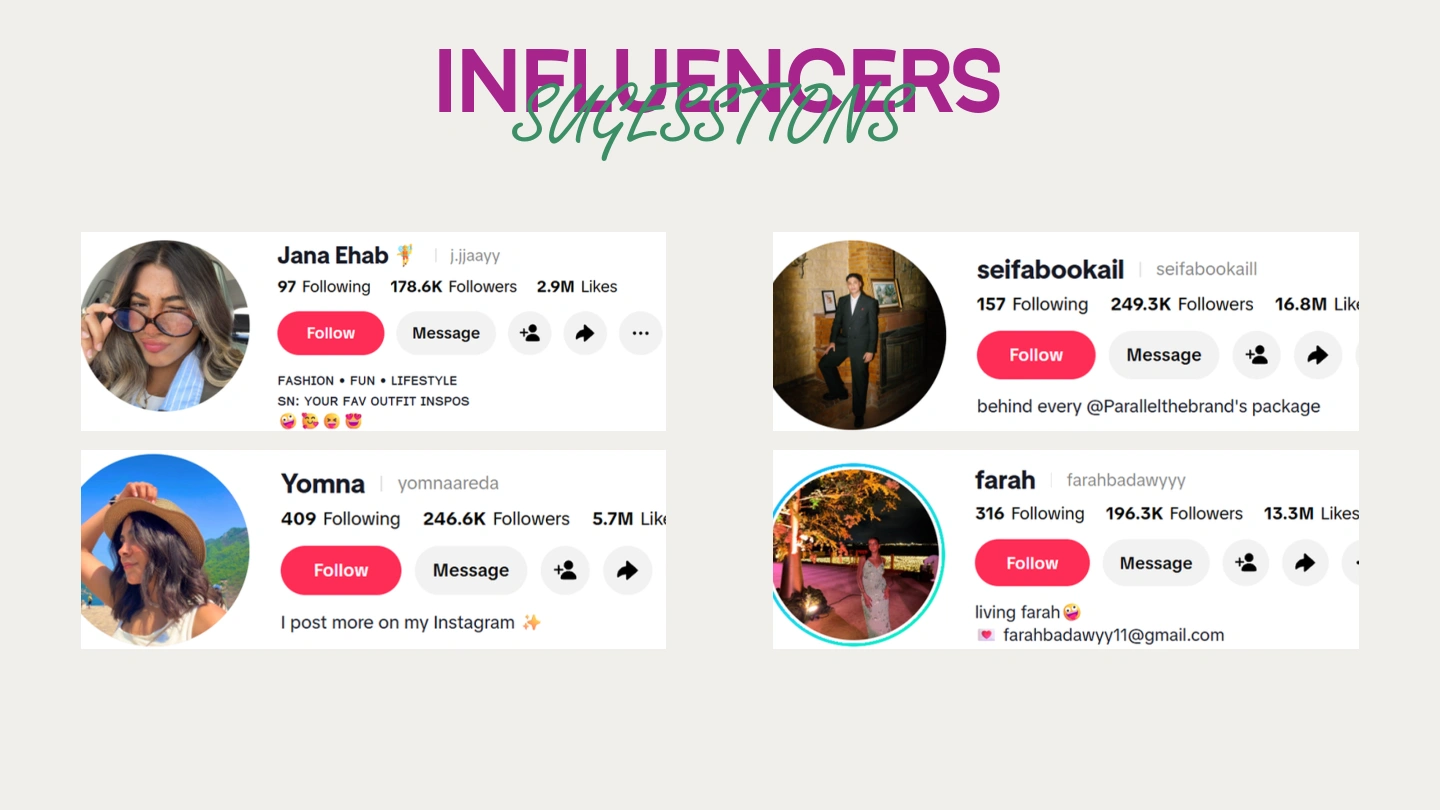 INFLUENCERS
SUGESSTIONS
Jana Ehab 🧚 j.jjaayy
97 Following 178.6K Followers 2.9M Likes
Follow Message
FASHION • FUN • LIFESTYLE
SN: YOUR FAV OUTFIT INSPOS
🤪🥰😝😍
seifabookail seifabookaill
157 Following 249.3K Followers 16.8M Like
Follow Message
behind every @Parallelthebrand's package
Yomna yomnaareda
409 Following 246.6K Followers 5.7M Like
Follow Message
I post more on my Instagram ✨
farah farahbadawyyy
316 Following 196.3K Followers 13.3M Likes
Follow Message
living farah🤪
💌 farahbadawyy11@gmail.com